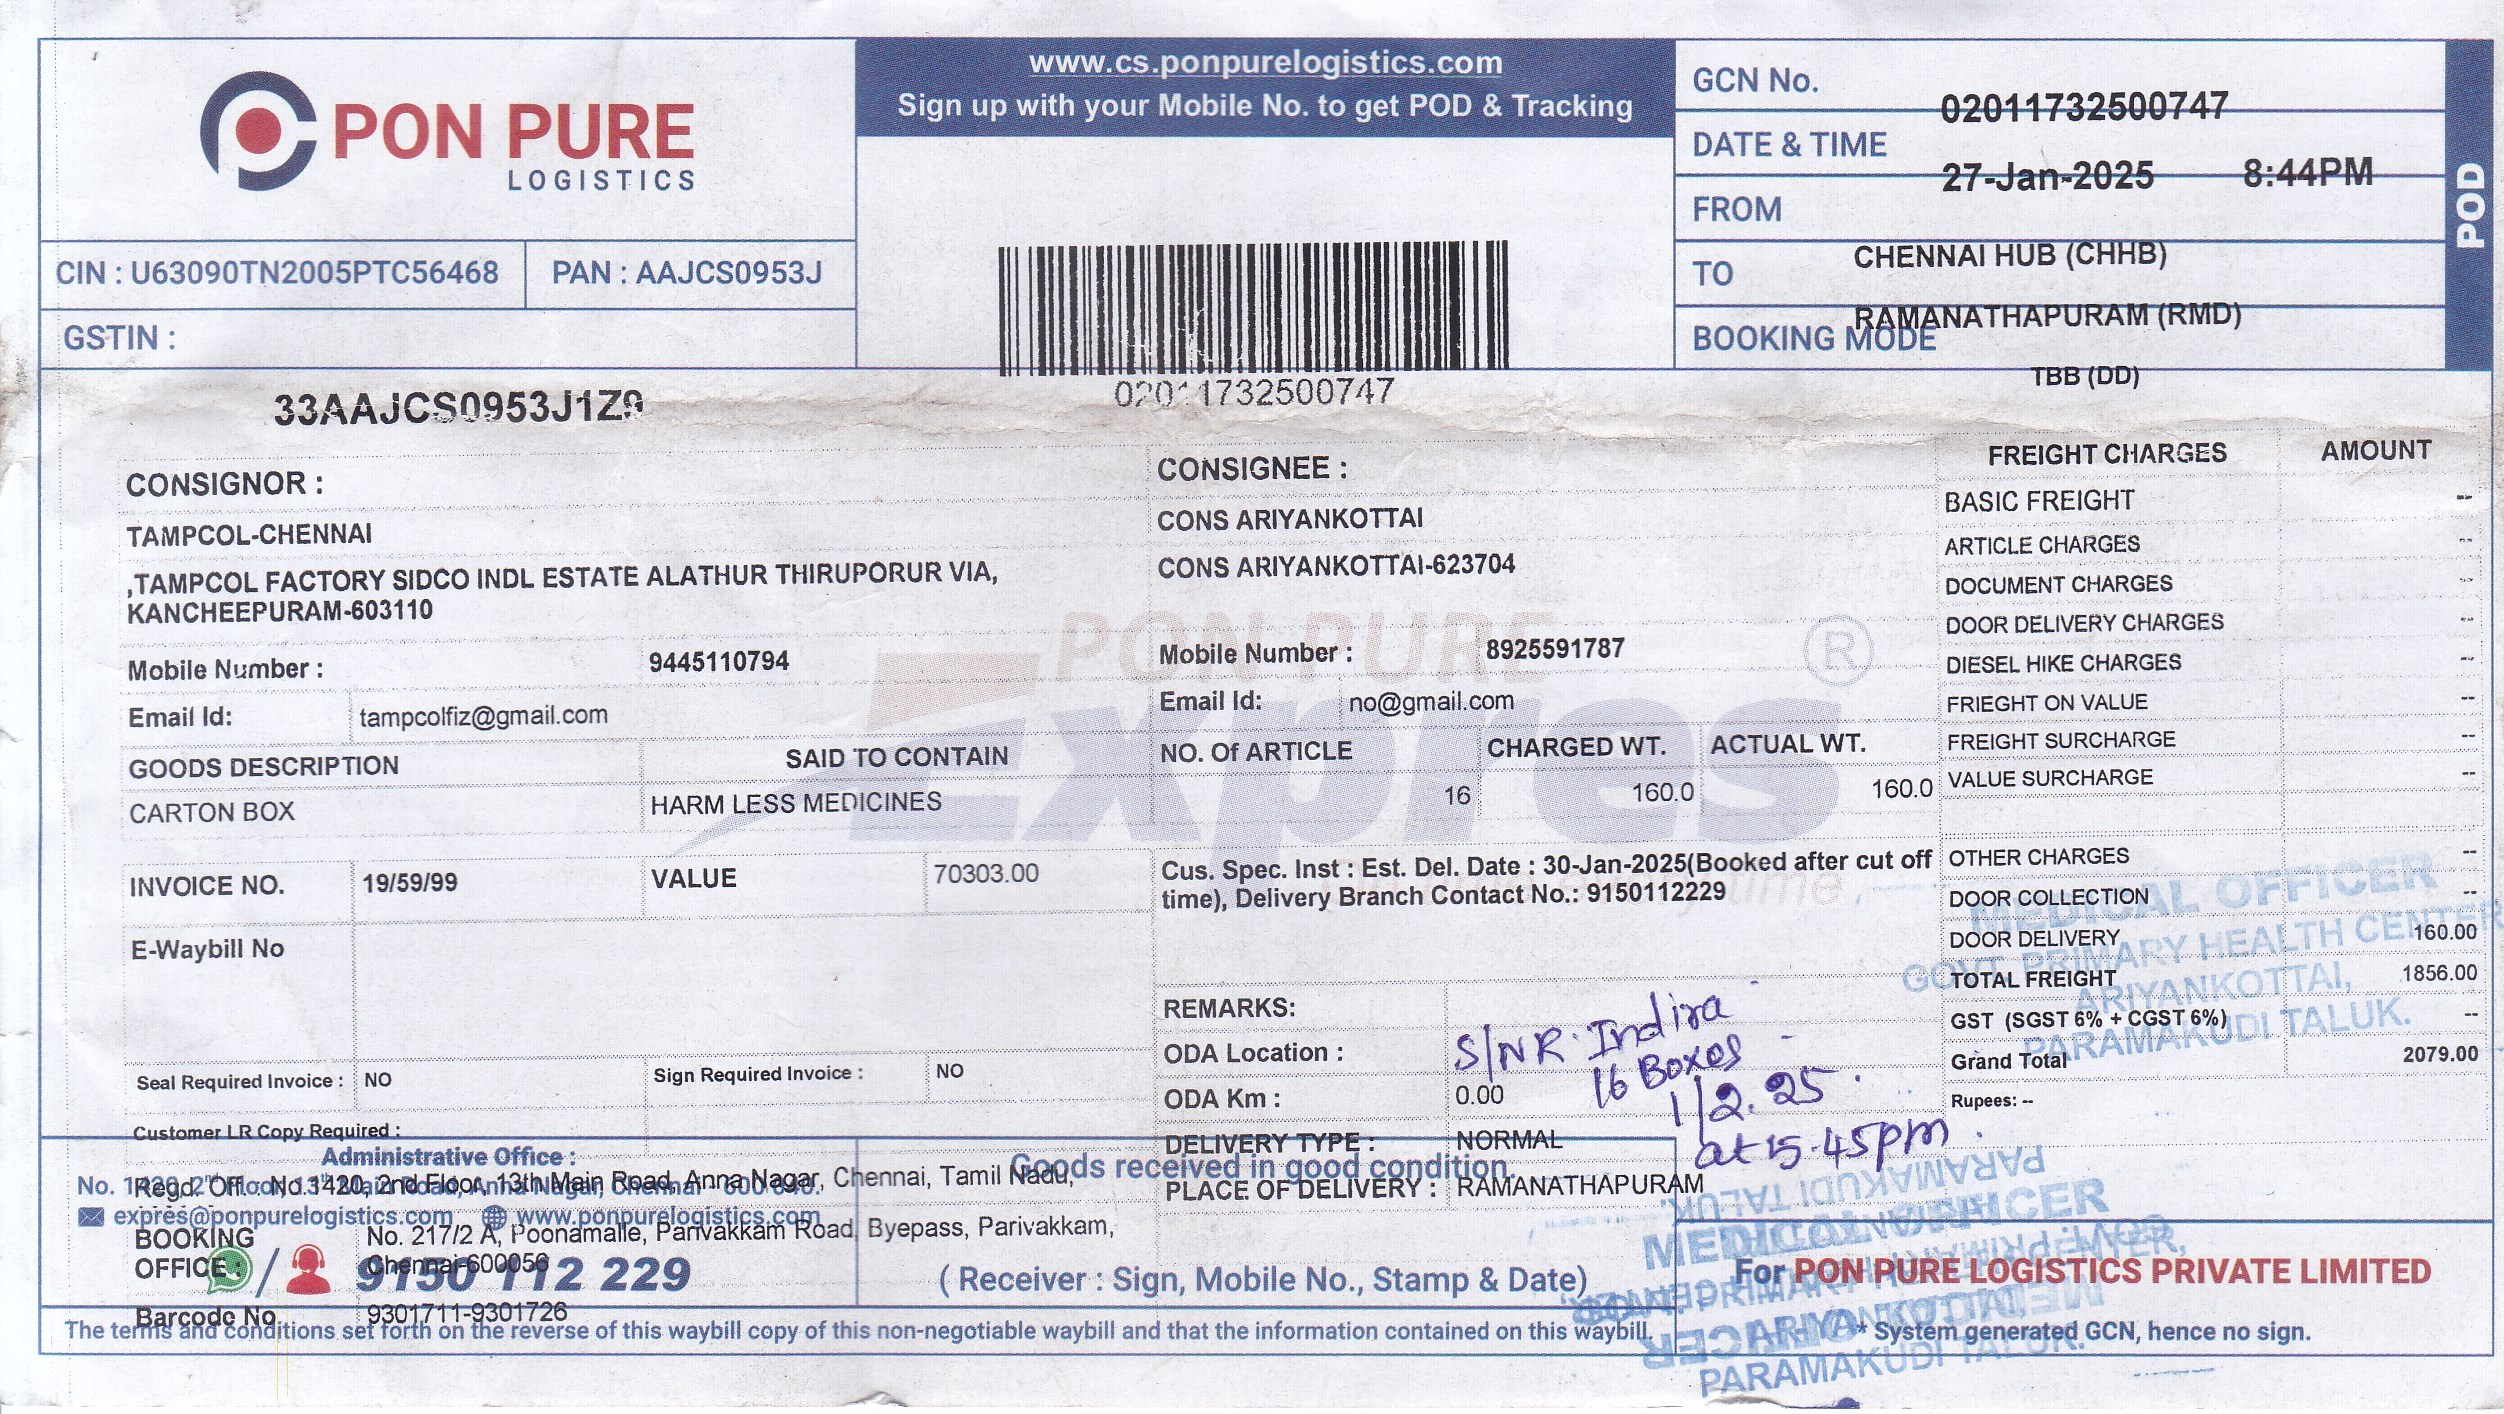 PON PURE
LOGISTICS
www.cs.ponpurelogistics.com
Sign up with your Mobile No. to get POD & Tracking
GCN No. 02011732500747
DATE & TIME 27-Jan-2025 8:44PM
FROM CHENNAI HUB (CHHB)
TO RAMANATHAPURAM (RMD)
BOOKING MODE TBB (DD)
POD
CIN : U63090TN2005PTC56468 PAN : AAJCS0953J
GSTIN :
33AAJCS0953J1Z9
02011732500747
CONSIGNOR :
TAMPCOL-CHENNAI
,TAMPCOL FACTORY SIDCO INDL ESTATE ALATHUR THIRUPORUR VIA,
KANCHEEPURAM-603110
Mobile Number : 9445110794
Email Id: tampcolfiz@gmail.com
GOODS DESCRIPTION SAID TO CONTAIN
CARTON BOX HARM LESS MEDICINES
INVOICE NO. 19/59/99 VALUE 70303.00
E-Waybill No
Seal Required Invoice : NO Sign Required Invoice : NO
Customer LR Copy Required :
CONSIGNEE :
CONS ARIYANKOTTAI
CONS ARIYANKOTTAI-623704
Mobile Number : 8925591787
Email Id: no@gmail.com
NO. Of ARTICLE CHARGED WT. ACTUAL WT.
16 160.0 160.0
PON PURE
Expres ®
time
Cus. Spec. Inst : Est. Del. Date : 30-Jan-2025(Booked after cut off
time), Delivery Branch Contact No.: 9150112229
REMARKS:
ODA Location :
ODA Km : 0.00
DELIVERY TYPE : NORMAL
PLACE OF DELIVERY : RAMANATHAPURAM
S/NR Indira
16 Boxes
1/2.25
at 5.45pm
FREIGHT CHARGES AMOUNT
BASIC FREIGHT --
ARTICLE CHARGES --
DOCUMENT CHARGES --
DOOR DELIVERY CHARGES --
DIESEL HIKE CHARGES --
FRIEGHT ON VALUE --
FREIGHT SURCHARGE --
VALUE SURCHARGE --
OTHER CHARGES --
DOOR COLLECTION --
DOOR DELIVERY 160.00
TOTAL FREIGHT 1856.00
GST (SGST 6% + CGST 6%) --
Grand Total 2079.00
Rupees: --
MEDICAL OFFICER
GOVT. PRIMARY HEALTH CENTER
ARIYANKOTTAI,
PARAMAKUDI TALUK.
Administrative Office :
Regd. Off. : No.1420, 2nd Floor, 13th Main Road, Anna Nagar, Chennai, Tamil Nadu,
expres@ponpurelogistics.com www.ponpurelogistics.com
BOOKING OFFICE : No. 217/2 A, Poonamalle, Parivakkam Road, Byepass, Parivakkam,
Chennai-600056
9150 112 229
Barcode No 9301711-9301726
Goods received in good condition
( Receiver : Sign, Mobile No., Stamp & Date)
MEDICAL OFFICER
PARAMAKUDI TALUK.
For PON PURE LOGISTICS PRIVATE LIMITED
The terms and conditions set forth on the reverse of this waybill copy of this non-negotiable waybill and that the information contained on this waybill.
* System generated GCN, hence no sign.